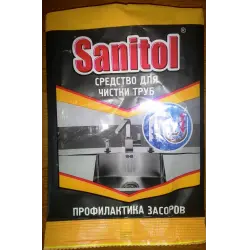 Sanitol®
СРЕДСТВО ДЛЯ
ЧИСТКИ ТРУБ
ПРОФИЛАКТИКА ЗАСОРОВ